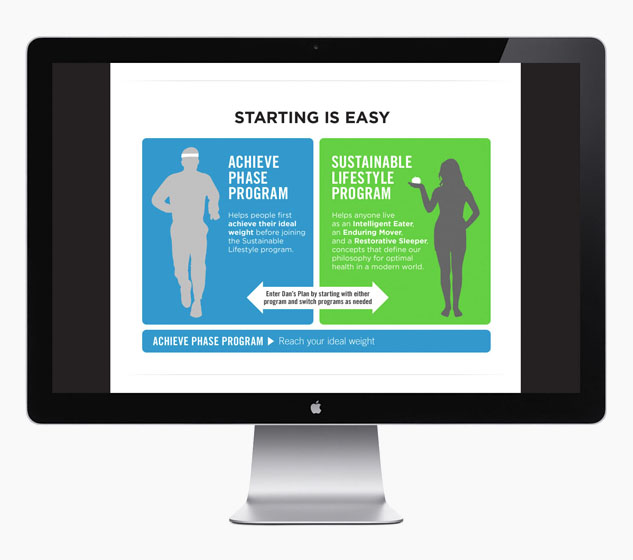 STARTING IS EASY
ACHIEVE
PHASE
PROGRAM
Helps people first
achieve their ideal
weight before joining
the Sustainable
Lifestyle program.
SUSTAINABLE
LIFESTYLE
PROGRAM
Helps anyone live
as an Intelligent Eater,
an Enduring Mover,
and a Restorative Sleeper,
concepts that define our
philosophy for optimal
health in a modern world.
Enter Dan's Plan by starting with either
program and switch programs as needed
ACHIEVE PHASE PROGRAM ▶ Reach your ideal weight